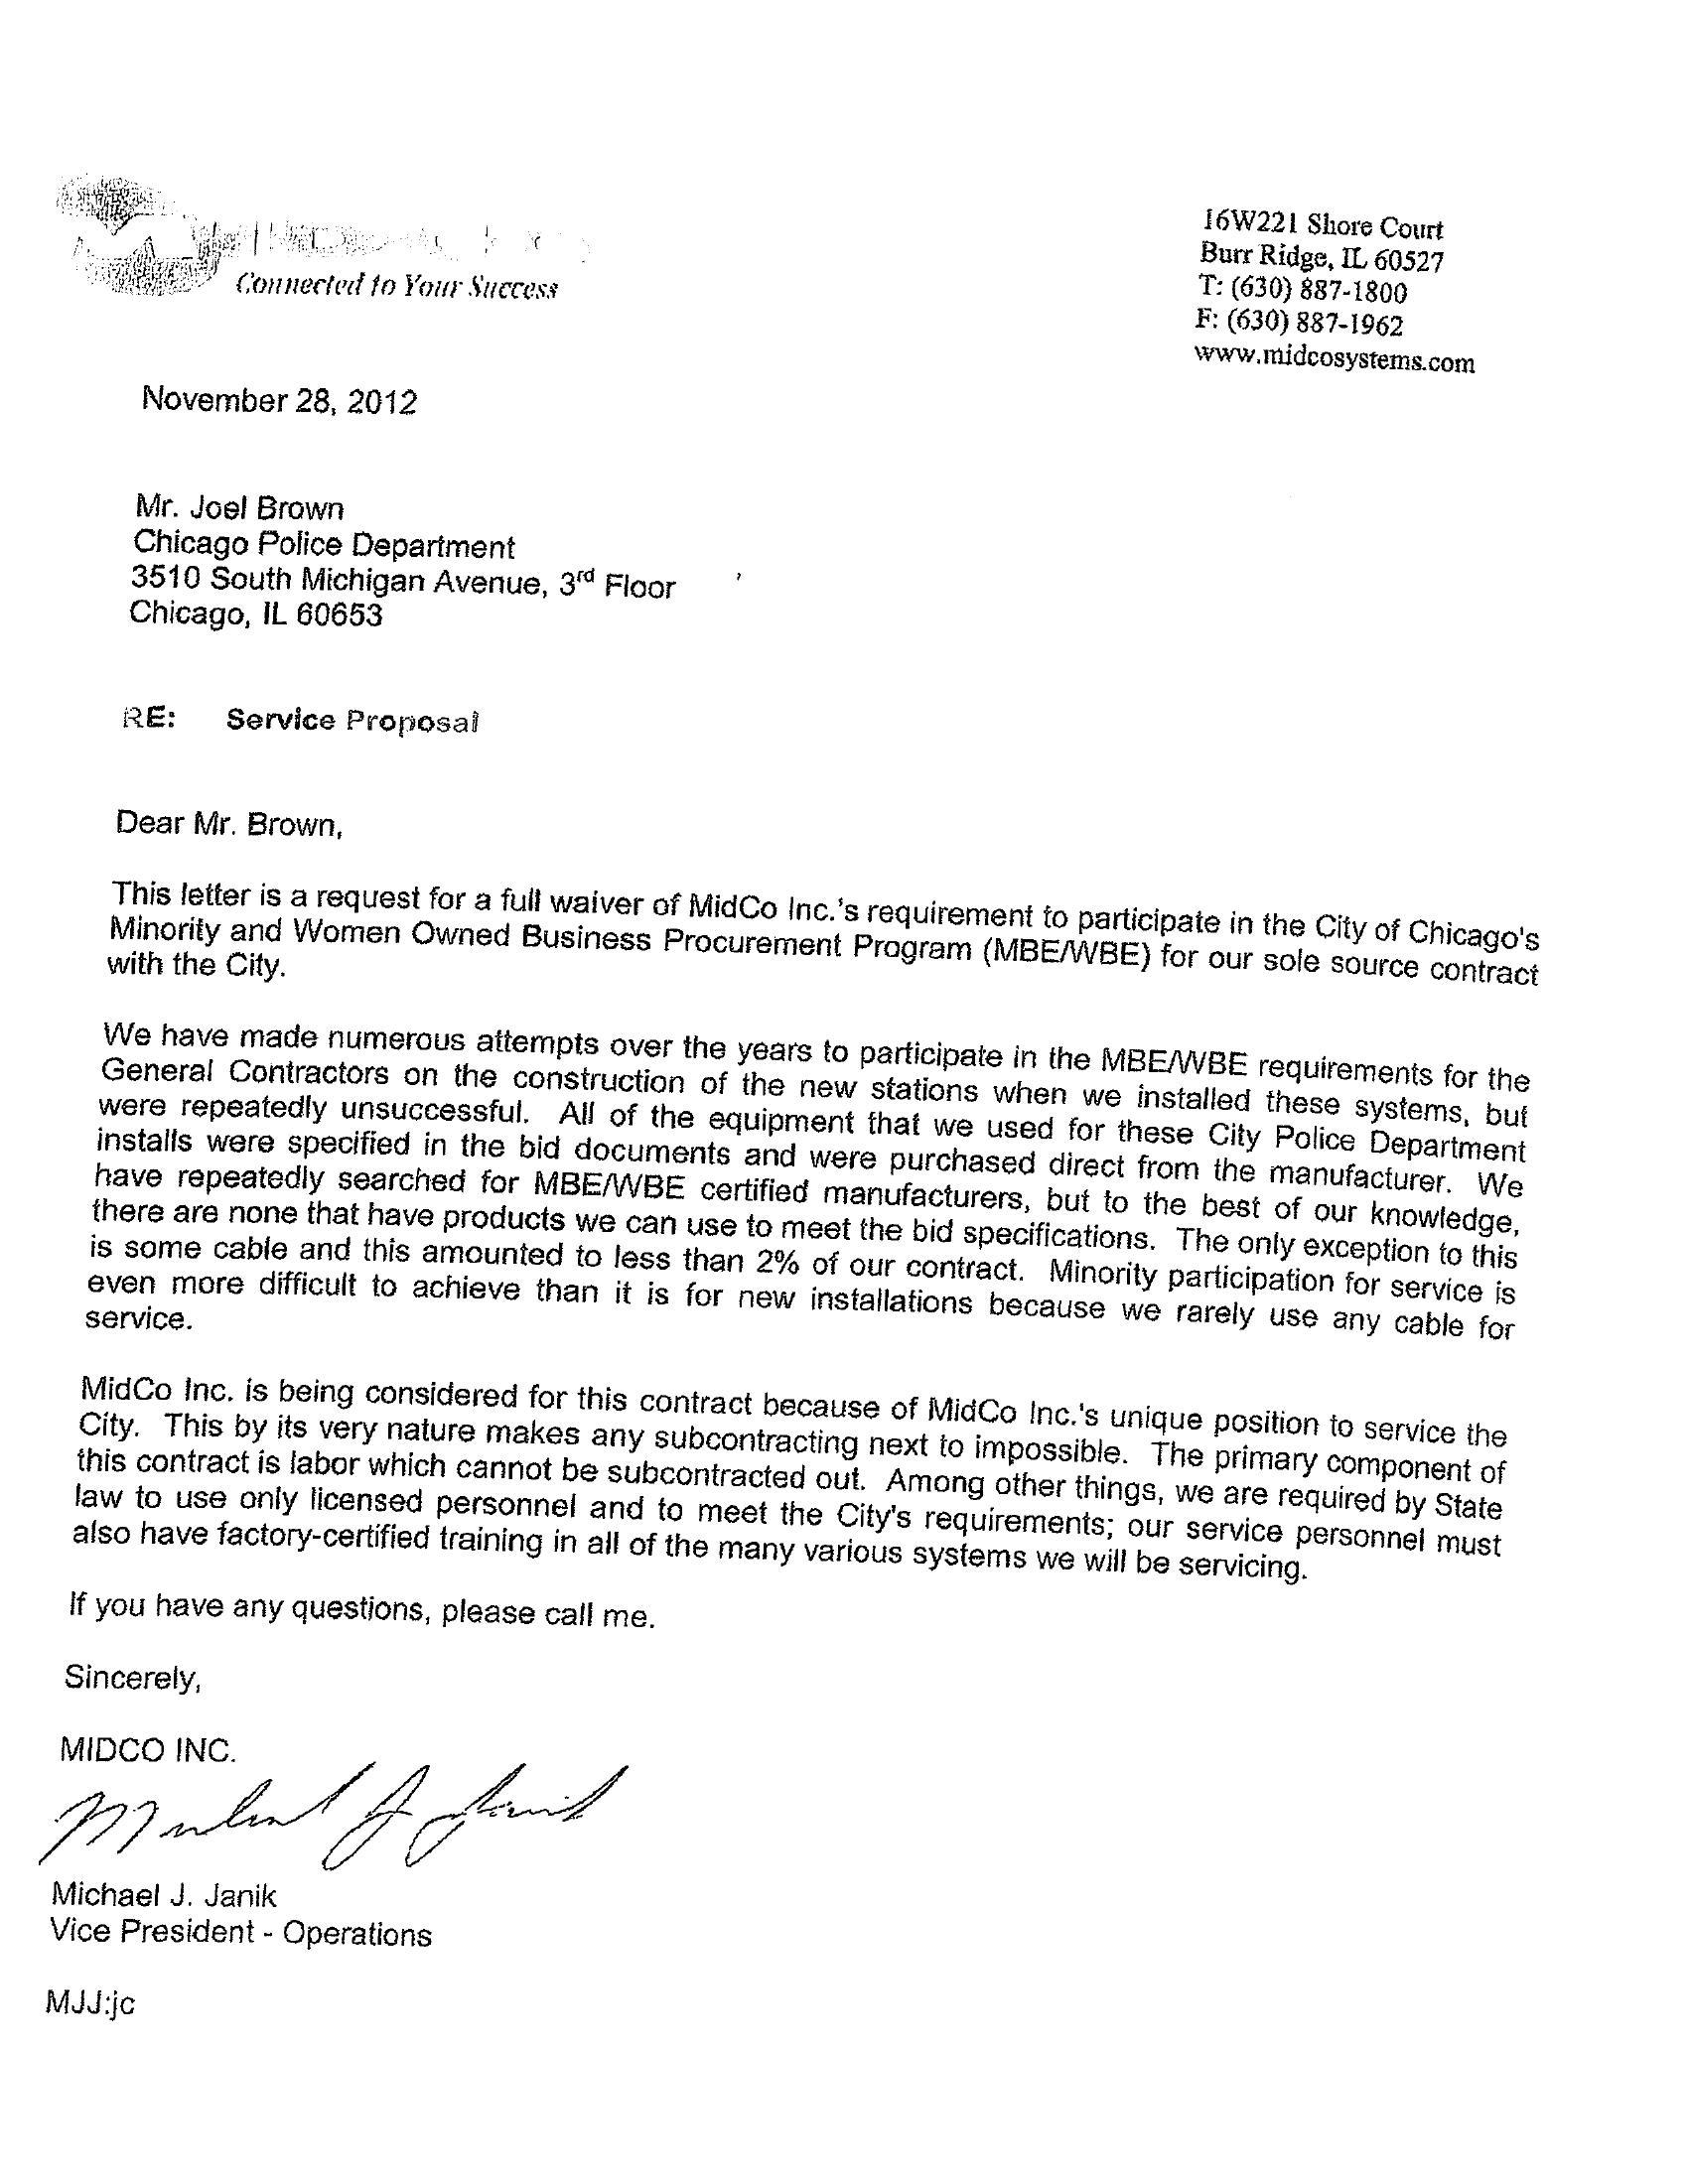 Connected to Your Success
16W221 Shore Court
Burr Ridge, IL 60527
T: (630) 887-1800
F: (630) 887-1962
www.midcosystems.com
November 28, 2012
Mr. Joel Brown
Chicago Police Department
3510 South Michigan Avenue, 3rd Floor
Chicago, IL 60653
RE: Service Proposal
Dear Mr. Brown,
This letter is a request for a full waiver of MidCo Inc.'s requirement to participate in the City of Chicago's
Minority and Women Owned Business Procurement Program (MBE/WBE) for our sole source contract
with the City.
We have made numerous attempts over the years to participate in the MBE/WBE requirements for the
General Contractors on the construction of the new stations when we installed these systems, but
were repeatedly unsuccessful. All of the equipment that we used for these City Police Department
installs were specified in the bid documents and were purchased direct from the manufacturer. We
have repeatedly searched for MBE/WBE certified manufacturers, but to the best of our knowledge,
there are none that have products we can use to meet the bid specifications. The only exception to this
is some cable and this amounted to less than 2% of our contract. Minority participation for service is
even more difficult to achieve than it is for new installations because we rarely use any cable for
service.
MidCo Inc. is being considered for this contract because of MidCo Inc.'s unique position to service the
City. This by its very nature makes any subcontracting next to impossible. The primary component of
this contract is labor which cannot be subcontracted out. Among other things, we are required by State
law to use only licensed personnel and to meet the City's requirements; our service personnel must
also have factory-certified training in all of the many various systems we will be servicing.
If you have any questions, please call me.
Sincerely,
MIDCO INC.
Michael J. Janik
Michael J. Janik
Vice President - Operations
MJJ:jc